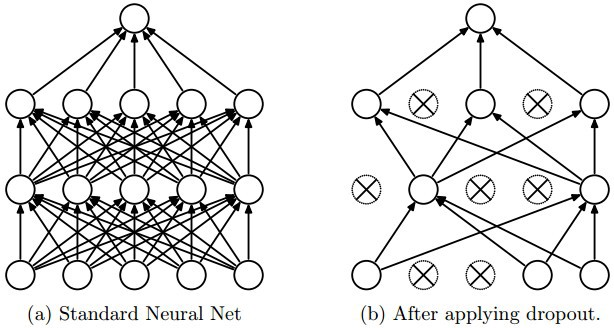 (a) Standard Neural Net
(b) After applying dropout.